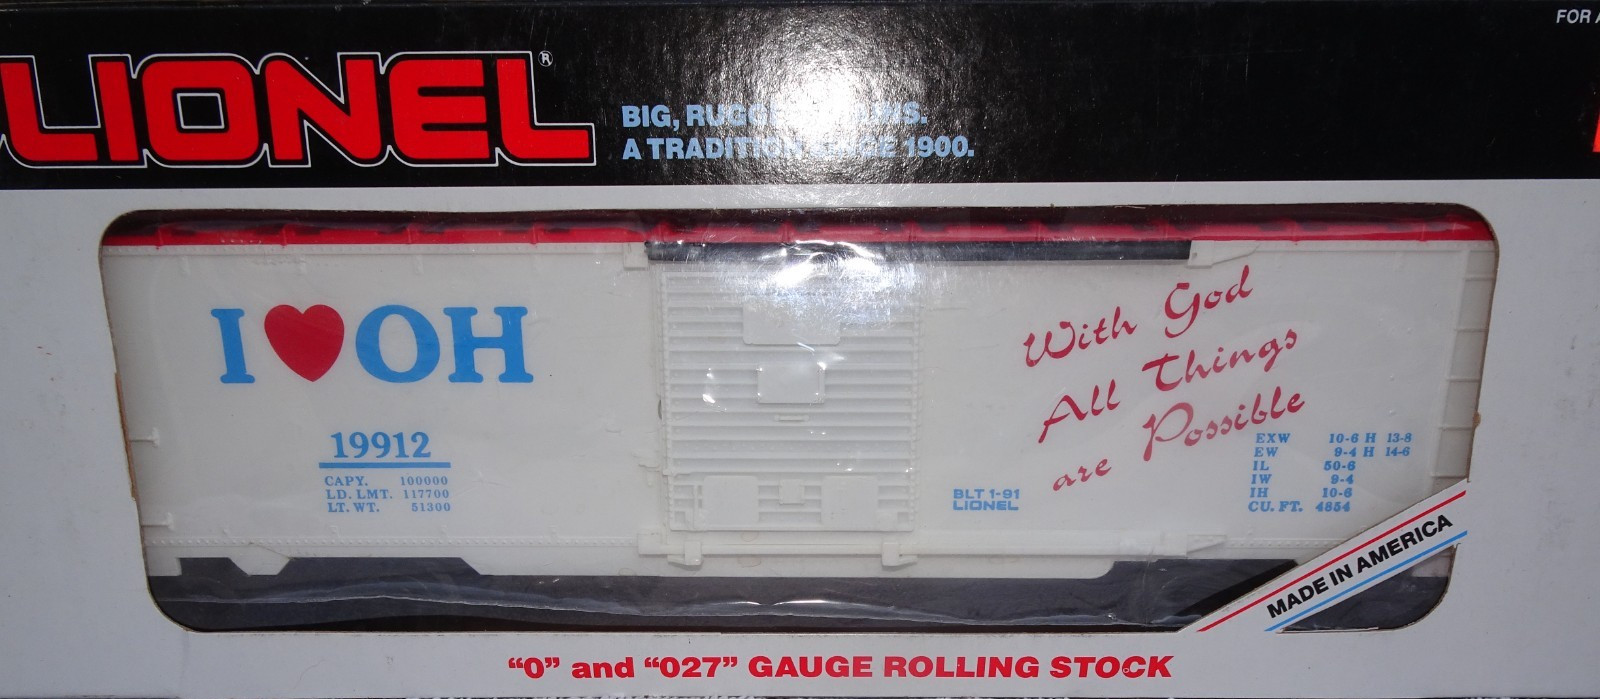 FOR
LIONEL®
BIG, RUGGED
A TRADITION SINCE 1900.
I ❤ OH
19912
CAPY. 100000
LD. LMT. 117700
LT. WT. 51300
With God
All Things
are Possible
BLT 1-91
LIONEL
EXW 10-6 H 13-8
EW 9-4 H 14-6
IL 50-6
IW 9-4
IH 10-6
CU. FT. 4854
MADE IN AMERICA
“0” and “027” GAUGE ROLLING STOCK